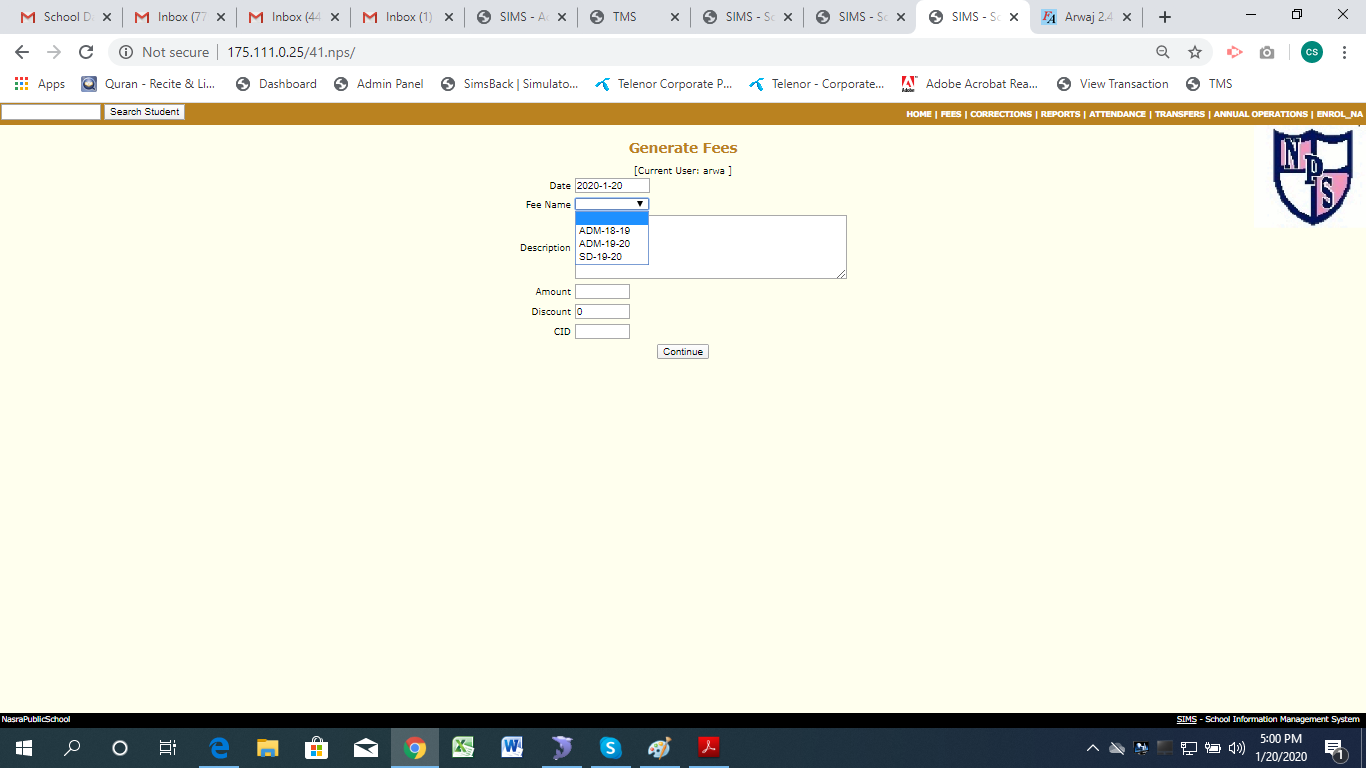 School D
Inbox (77
Inbox (44
Inbox (1)
SIMS - A
TMS
SIMS - Sc
SIMS - Sc
SIMS - Sc
Arwaj 2.4
Not secure | 175.111.0.25/41.nps/
CS
Apps
Quran - Recite & Li...
Dashboard
Admin Panel
SimsBack | Simulato...
Telenor Corporate P...
Telenor - Corporate...
Adobe Acrobat Rea...
View Transaction
TMS
Search Student
HOME | FEES | CORRECTIONS | REPORTS | ATTENDANCE | TRANSFERS | ANNUAL OPERATIONS | ENROL_NA
NPS
Generate Fees
[Current User: arwa ]
Date 2020-1-20
Fee Name
ADM-18-19
ADM-19-20
SD-19-20
Description
Amount
Discount 0
CID
Continue
NasraPublicSchool
SIMS - School Information Management System
5:00 PM
1/20/2020
1